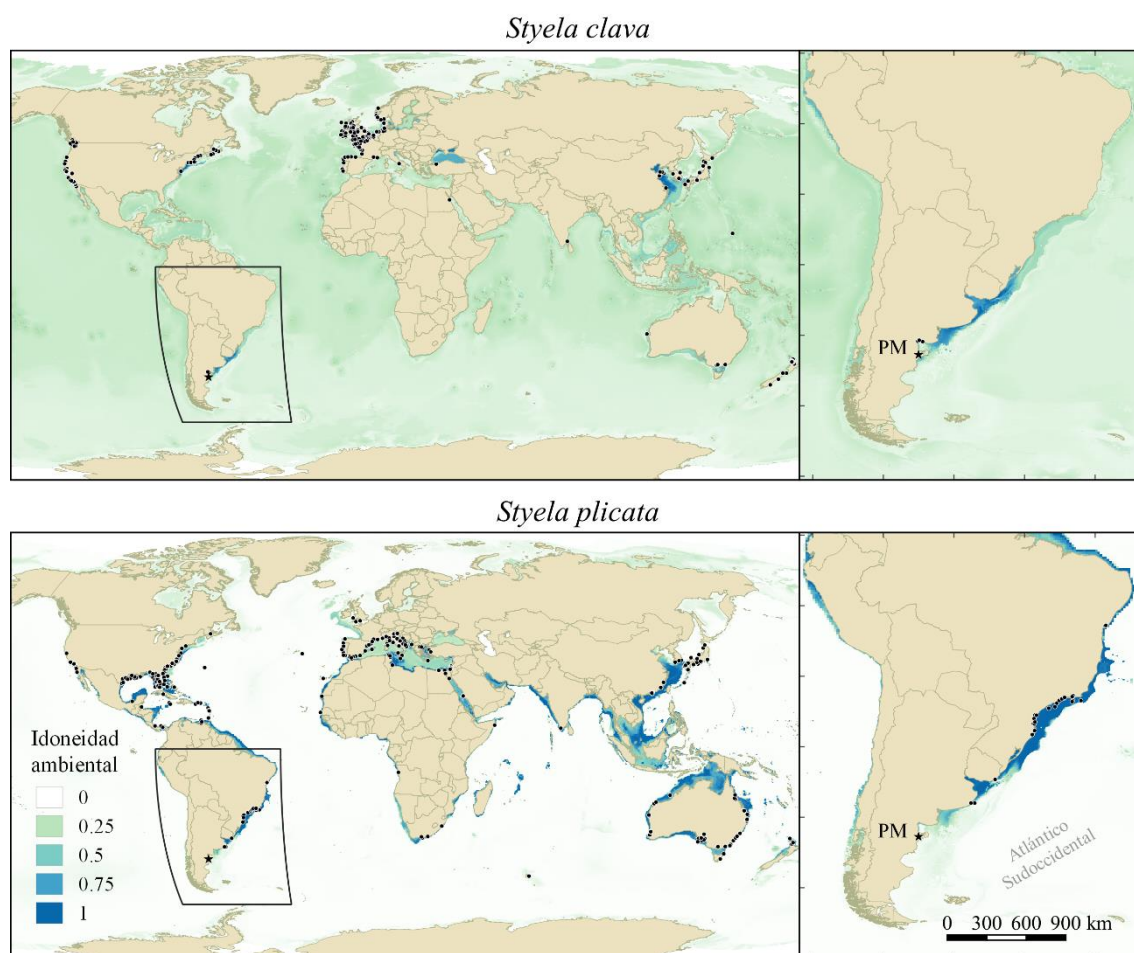 Styela clava
PM
Styela plicata
Idoneidad
ambiental
0
0.25
0.5
0.75
1
PM
Atlántico
Sudoccidental
0 300 600 900 km